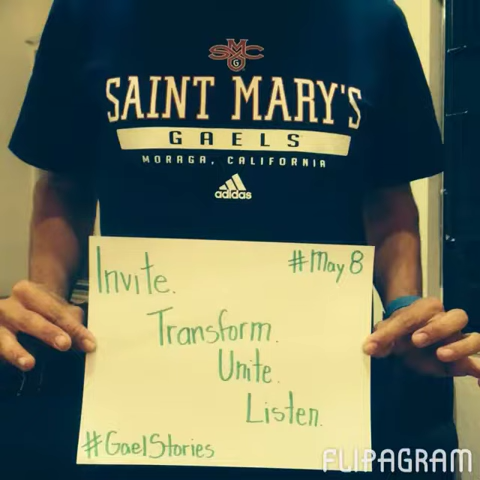 SMC
G
SAINT MARY'S
GAELS
MORAGA, CALIFORNIA
adidas
#May 8
Invite.
Transform.
Unite.
Listen.
#GaelStories
FLIPAGRAM